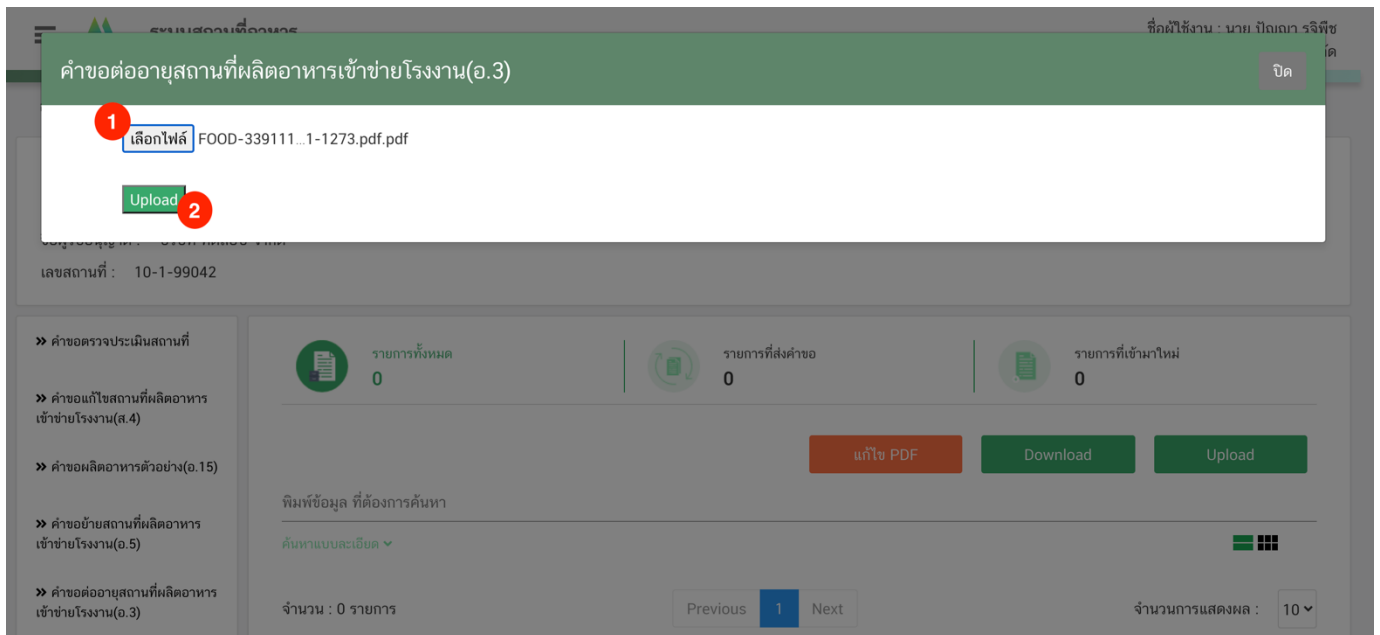 ระบบสถานที่อาหาร
ชื่อผู้ใช้งาน : นาย ปัญญา รจิพืช
คำขอต่ออายุสถานที่ผลิตอาหารเข้าข่ายโรงงาน(อ.3)
ปิด
1
เลือกไฟล์ FOOD-339111...1-1273.pdf.pdf
Upload
2
เลขสถานที่ : 10-1-99042
คำขอตรวจประเมินสถานที่
รายการทั้งหมด
0
รายการที่ส่งคำขอ
0
รายการที่เข้ามาใหม่
0
คำขอแก้ไขสถานที่ผลิตอาหาร
เข้าข่ายโรงงาน(ส.4)
แก้ไข PDF
Download
Upload
คำขอผลิตอาหารตัวอย่าง(อ.15)
พิมพ์ข้อมูล ที่ต้องการค้นหา
คำขอย้ายสถานที่ผลิตอาหาร
เข้าข่ายโรงงาน(อ.5)
ค้นหาแบบละเอียด
คำขอต่ออายุสถานที่ผลิตอาหาร
เข้าข่ายโรงงาน(อ.3)
จำนวน : 0 รายการ
Previous 1 Next
จำนวนการแสดงผล : 10